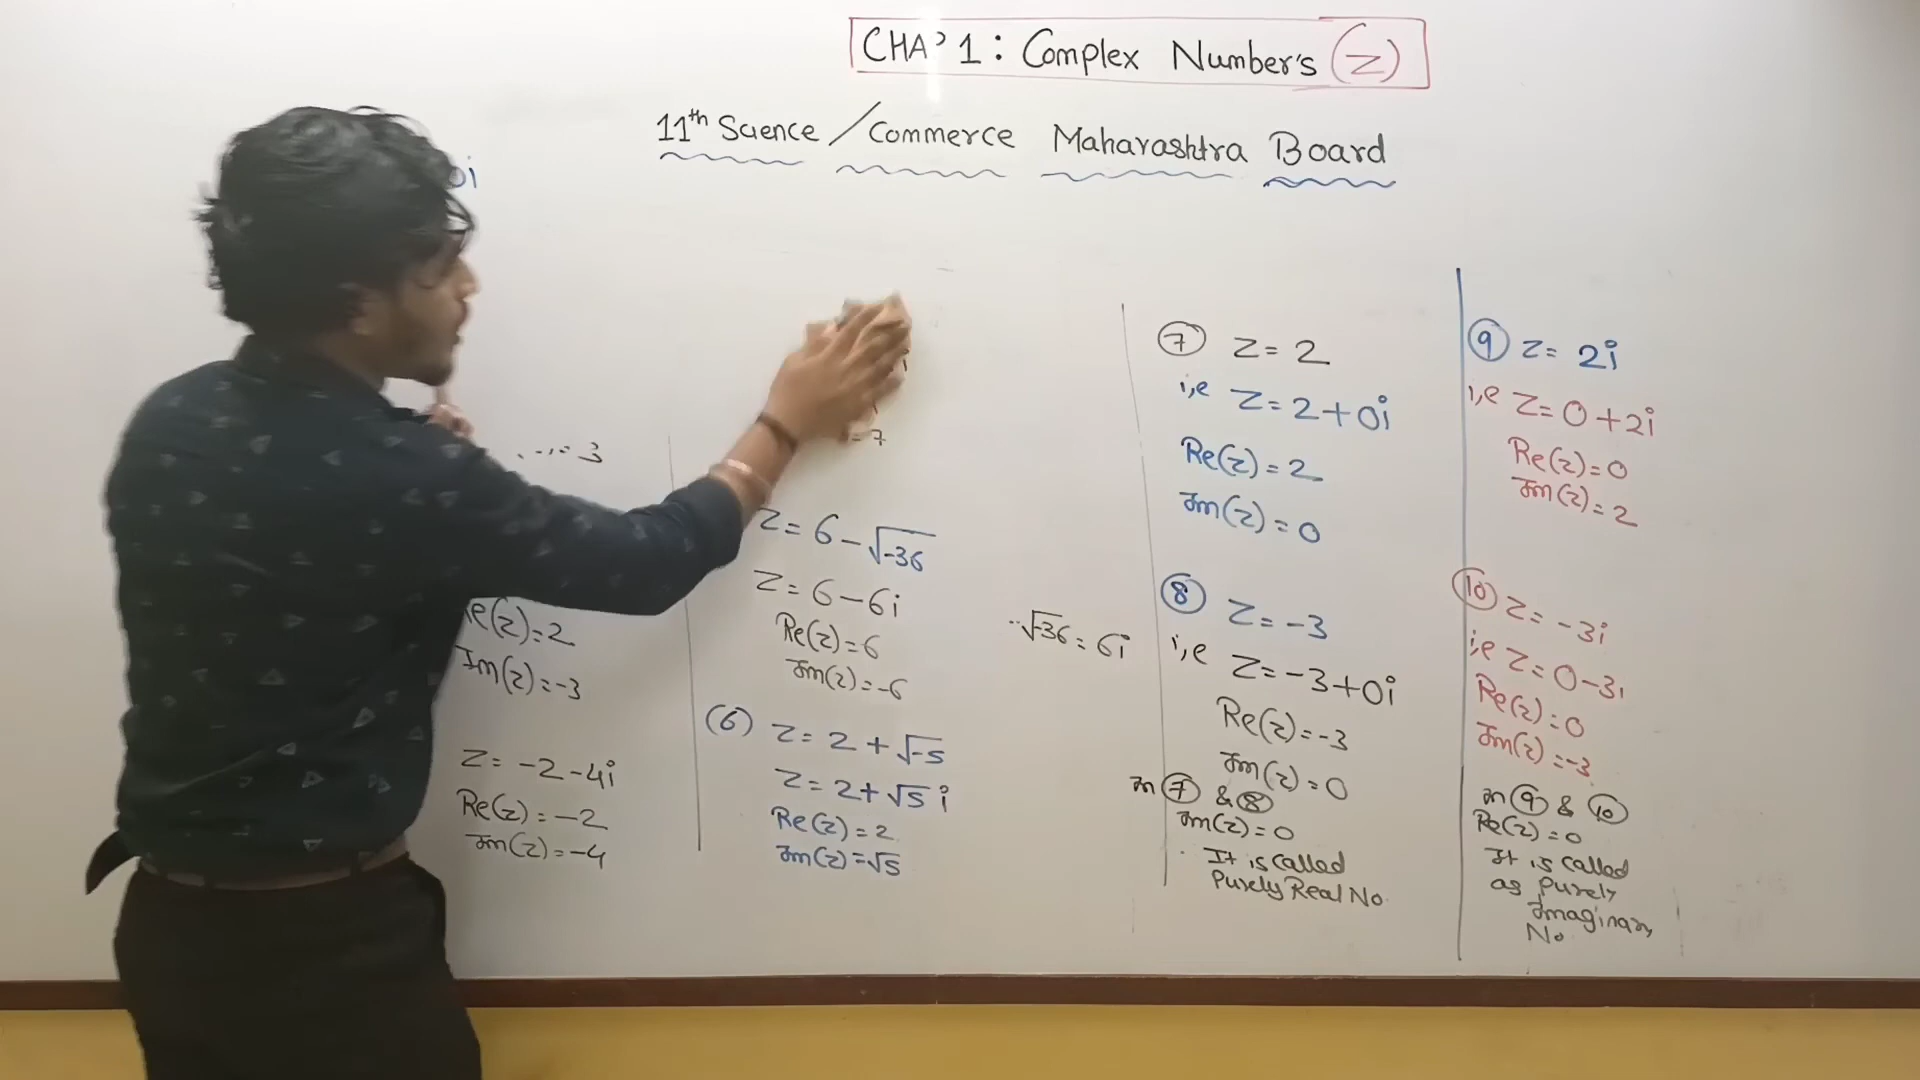 CHAP 1 : Complex Number's (Z)
11th Science / Commerce Maharashtra Board
0i
= 3
i
= 7
Re(z) = 2
Im(z) = -3
Z = -2 - 4i
Re(z) = -2
Im(z) = -4
Z = 6 - √-36
Z = 6 - 6i
Re(z) = 6
Im(z) = -6
∵ √-36 = 6i
(6) Z = 2 + √-5
Z = 2 + √5 i
Re(z) = 2
Im(z) = √5
7 Z = 2
i,e Z = 2 + 0i
Re(z) = 2
Im(z) = 0
8 Z = -3
i,e Z = -3 + 0i
Re(z) = -3
Im(z) = 0
In 7 & 8
Im(z) = 0
It is called
Purely Real No.
9 Z = 2i
i,e Z = 0 + 2i
Re(z) = 0
Im(z) = 2
10 Z = -3i
i,e Z = 0 - 3i
Re(z) = 0
Im(z) = -3
In 9 & 10
Re(z) = 0
It is called
as Purely
Imaginary
No